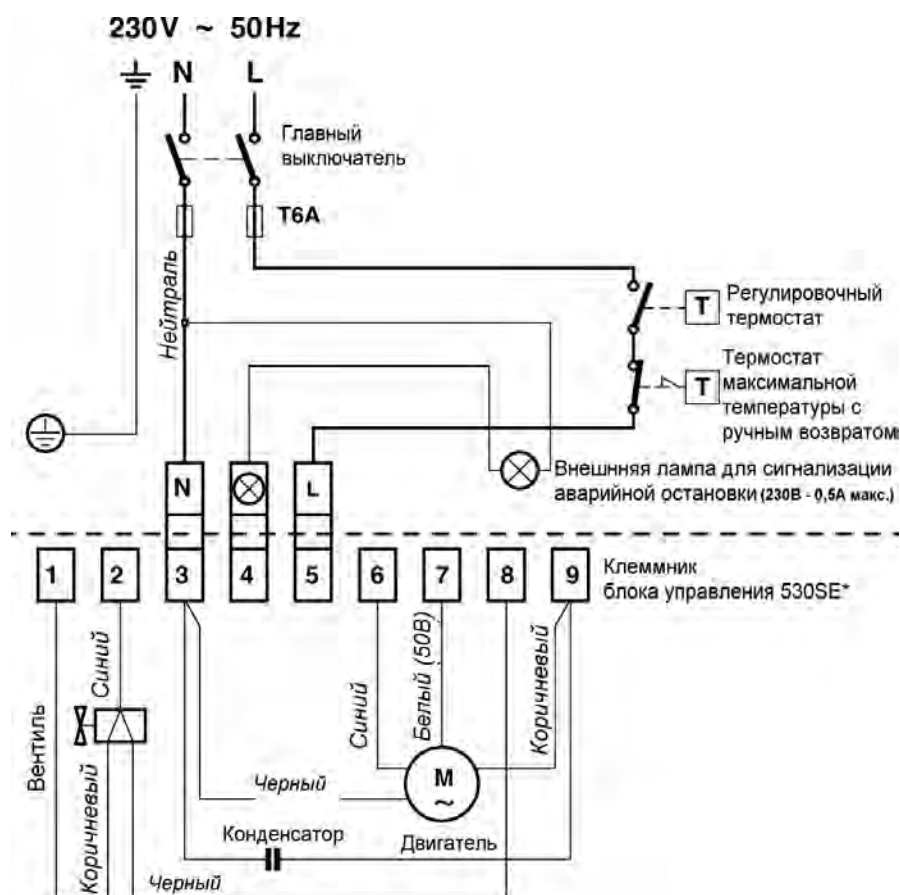 230V ~ 50Hz
N L
Главный
выключатель
T6A
Нейтраль
T
Регулировочный
термостат
T
Термостат
максимальной
температуры с
ручным возвратом
Внешняя лампа для сигнализации
аварийной остановки (230В - 0,5А макс.)
N L
1 2 3 4 5 6 7 8 9
Клеммник
блока управления 530SE*
Вентиль
Синий
Коричневый
Синий
Белый (50В)
Коричневый
Черный
M
~
Двигатель
Конденсатор
Черный